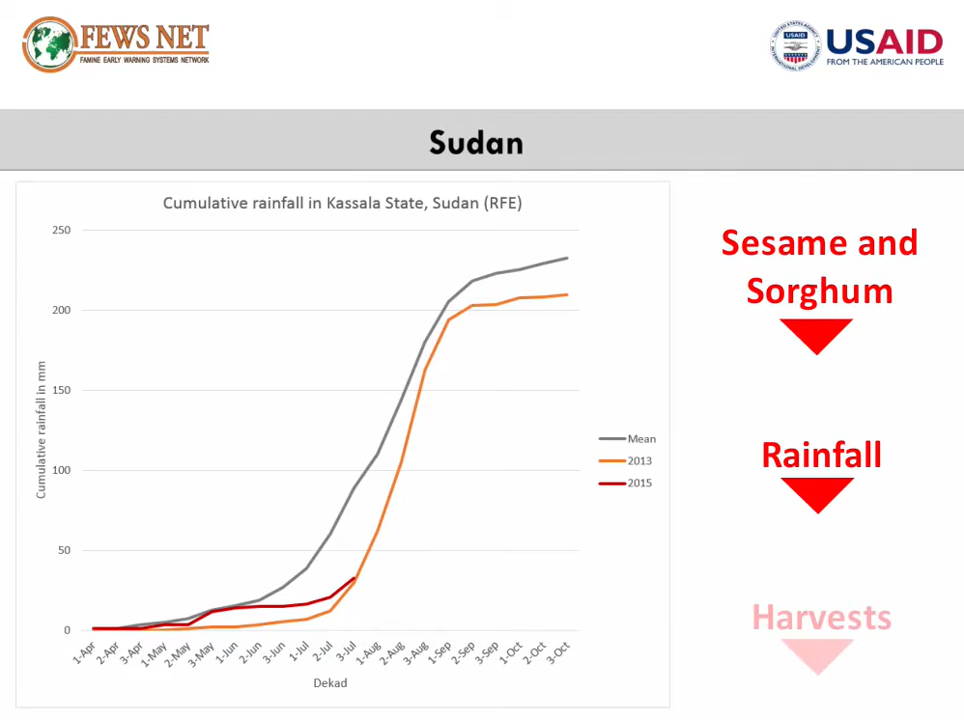 FEWS NET
FAMINE EARLY WARNING SYSTEMS NETWORK
USAID
FROM THE AMERICAN PEOPLE
Sudan
Cumulative rainfall in Kassala State, Sudan (RFE)
250
200
150
100
50
0
Cumulative rainfall in mm
1-Apr
2-Apr
3-Apr
1-May
2-May
3-May
1-Jun
2-Jun
3-Jun
1-Jul
2-Jul
3-Jul
1-Aug
2-Aug
3-Aug
1-Sep
2-Sep
3-Sep
1-Oct
2-Oct
3-Oct
Dekad
Mean
2013
2015
Sesame and
Sorghum
Rainfall
Harvests